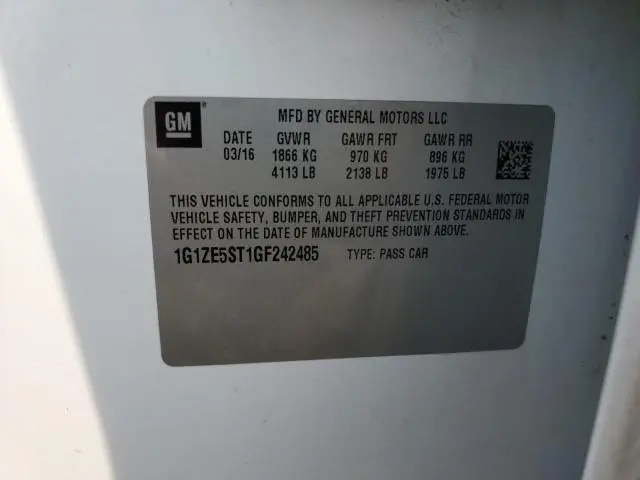 GM
MFD BY GENERAL MOTORS LLC
DATE GVWR GAWR FRT GAWR RR
03/16 1866 KG 970 KG 896 KG
4113 LB 2138 LB 1975 LB
THIS VEHICLE CONFORMS TO ALL APPLICABLE U.S. FEDERAL MOTOR
VEHICLE SAFETY, BUMPER, AND THEFT PREVENTION STANDARDS IN
EFFECT ON THE DATE OF MANUFACTURE SHOWN ABOVE.
1G1ZE5ST1GF242485 TYPE: PASS CAR